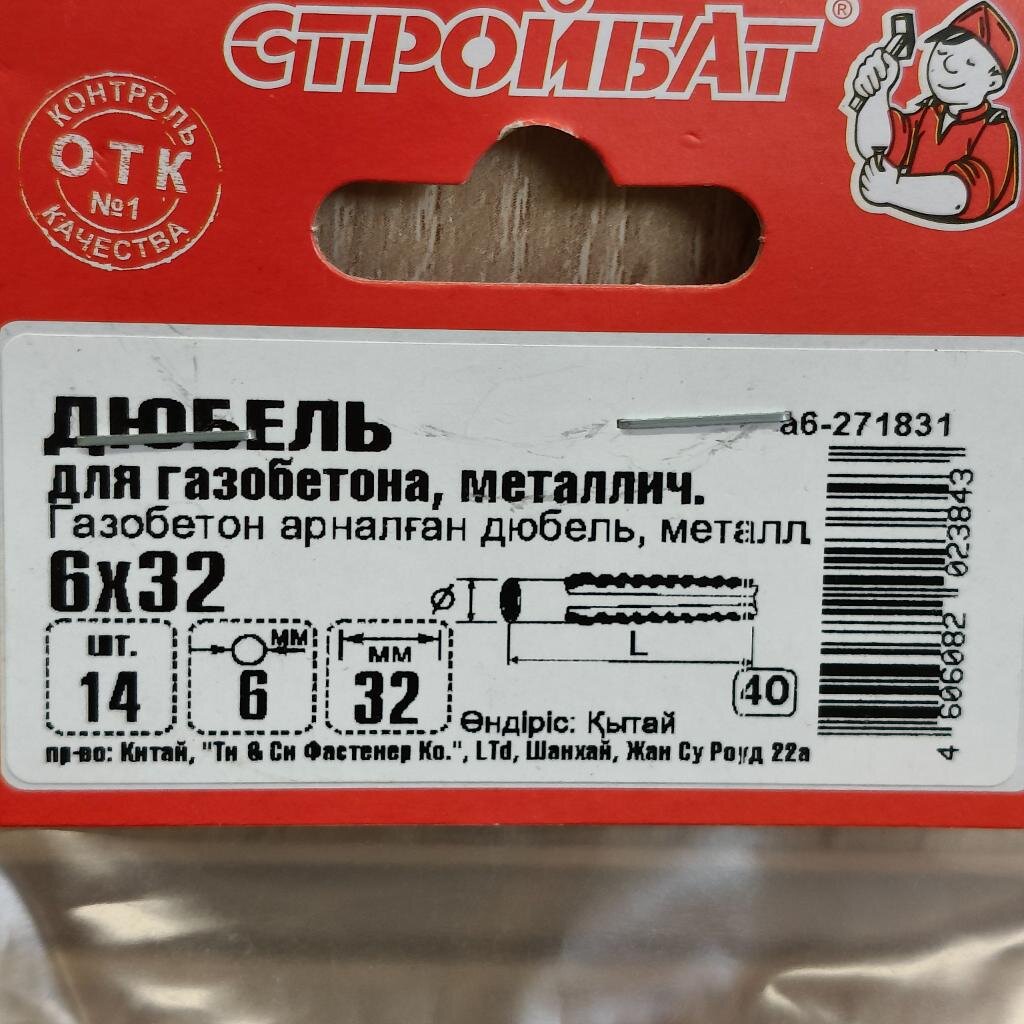 СТРОЙБАТ®
КОНТРОЛЬ
ОТК
№1
КАЧЕСТВА
ДЮБЕЛЬ
а6-271831
для газобетона, металлич.
Газобетон арналған дюбель, металл.
6х32
Ø
L
шт.
14
мм
6
мм
32
40
4 606082 023843
Өндіріс: Қытай
пр-во: Китай, "Тн & Сн Фастенер Ко.", LTd, Шанхай, Жан Су Роуд 22а